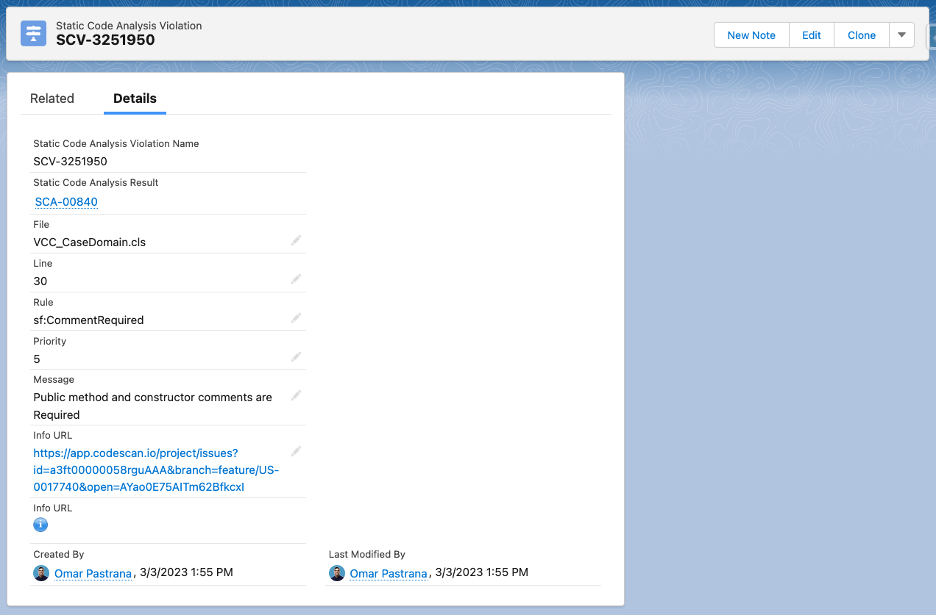 Static Code Analysis Violation
SCV-3251950
New Note
Edit
Clone
Related
Details
Static Code Analysis Violation Name
SCV-3251950
Static Code Analysis Result
SCA-00840
File
VCC_CaseDomain.cls
Line
30
Rule
sf:CommentRequired
Priority
5
Message
Public method and constructor comments are
Required
Info URL
https://app.codescan.io/project/issues?
id=a3ft00000058rguAAA&branch=feature/US-
0017740&open=AYao0E75AITm62BfkcxI
Info URL
Created By
Omar Pastrana, 3/3/2023 1:55 PM
Last Modified By
Omar Pastrana, 3/3/2023 1:55 PM